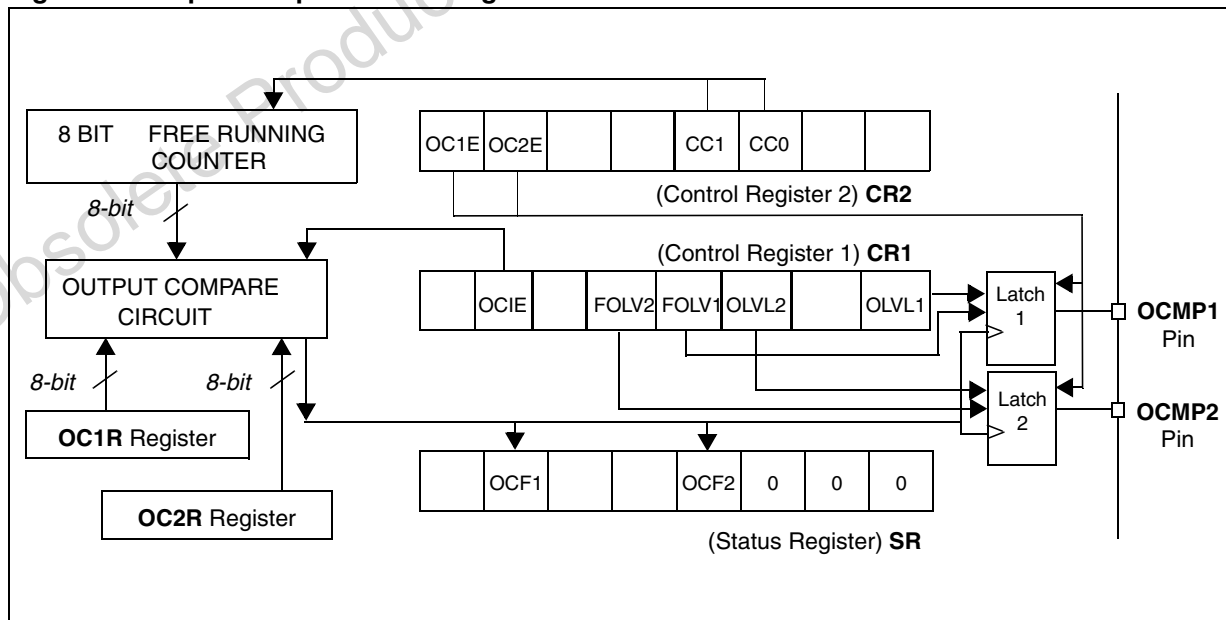 Obsolete Produc
8 BIT FREE RUNNING
COUNTER
8-bit
OUTPUT COMPARE
CIRCUIT
8-bit
8-bit
OC1R Register
OC2R Register
OC1E OC2E CC1 CC0
(Control Register 2) CR2
(Control Register 1) CR1
OCIE FOLV2 FOLV1 OLVL2 OLVL1
OCF1 OCF2 0 0 0
(Status Register) SR
Latch
1
Latch
2
OCMP1
Pin
OCMP2
Pin